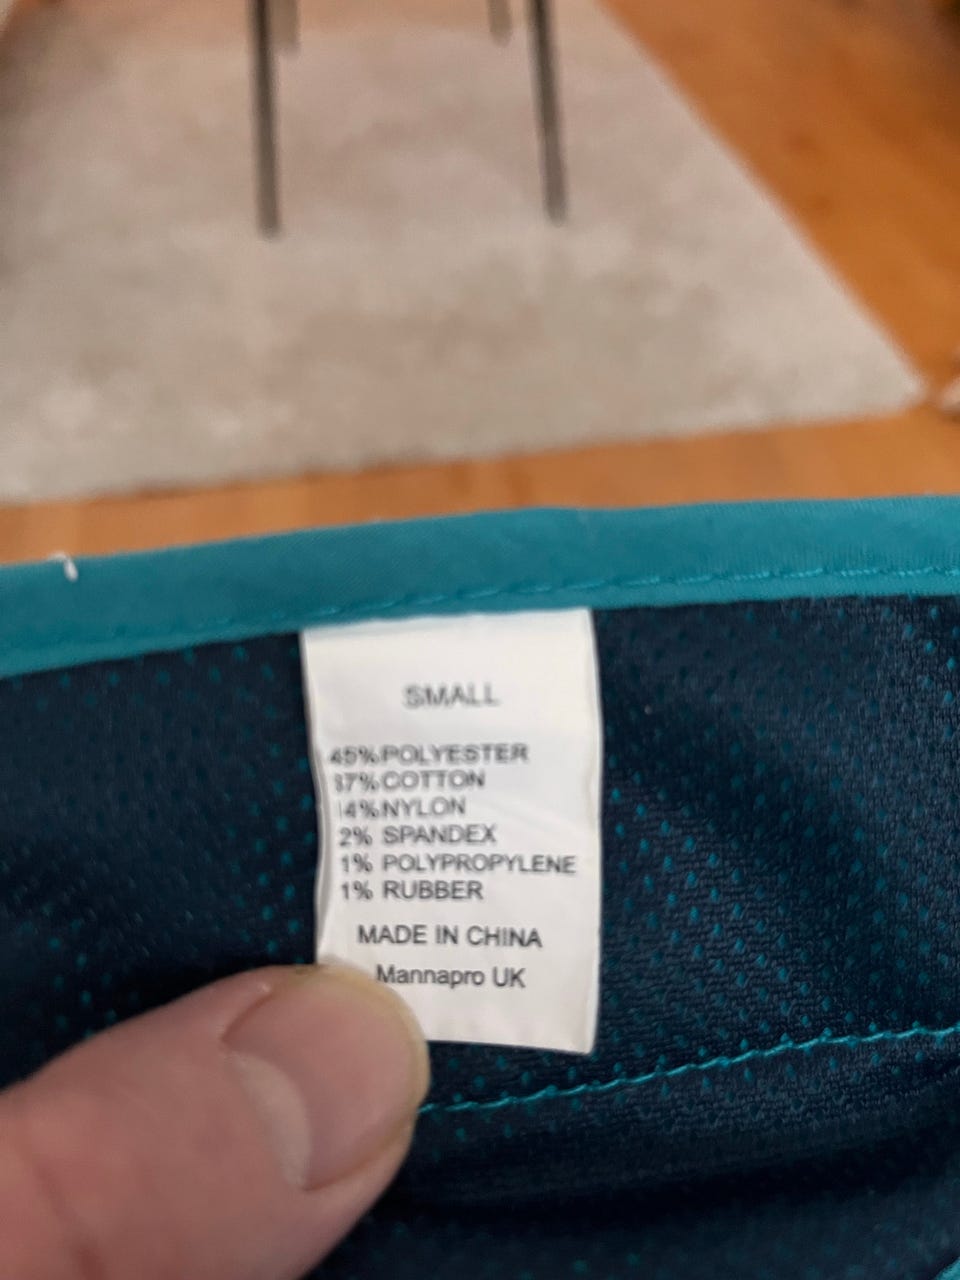 SMALL
45%POLYESTER
37%COTTON
14%NYLON
2% SPANDEX
1% POLYPROPYLENE
1% RUBBER
MADE IN CHINA
Mannapro UK